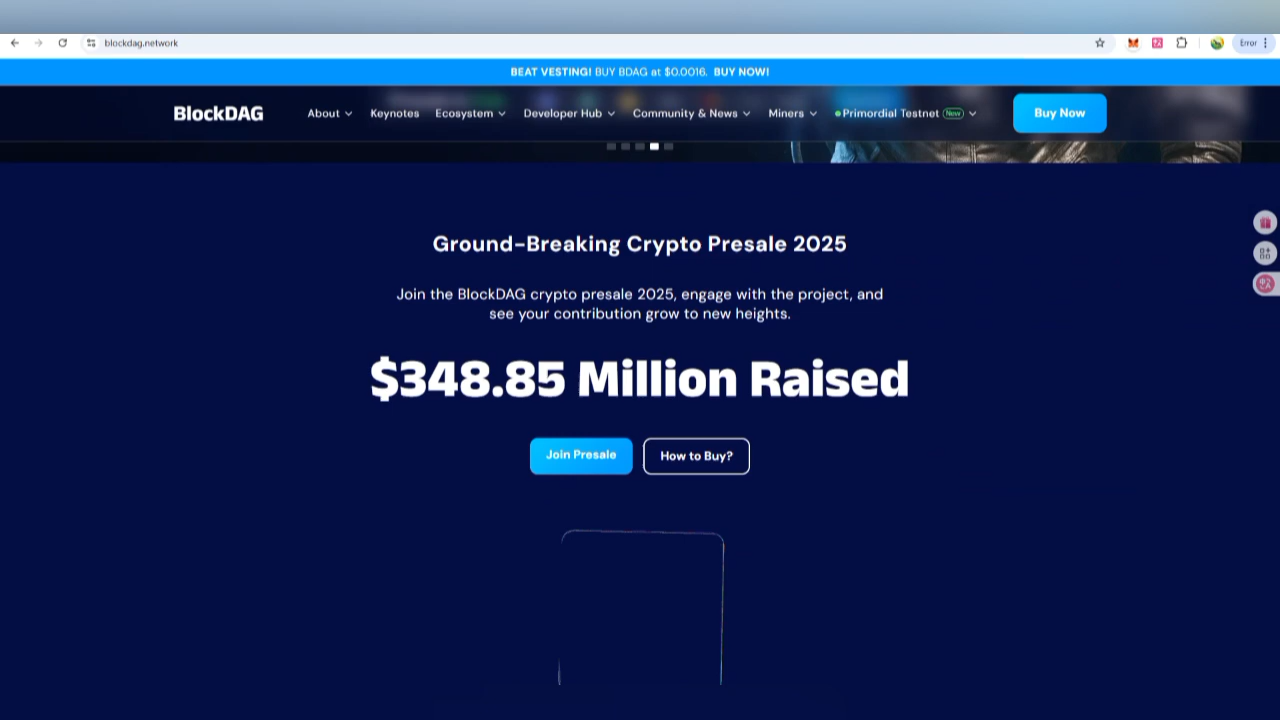 blockdag.network
Error
BEAT VESTING! BUY BDAG at $0.0016. BUY NOW!
BlockDAG
About
Keynotes
Ecosystem
Developer Hub
Community & News
Miners
Primordial Testnet
New
Buy Now
Ground-Breaking Crypto Presale 2025
Join the BlockDAG crypto presale 2025, engage with the project, and
see your contribution grow to new heights.
$348.85 Million Raised
Join Presale
How to Buy?